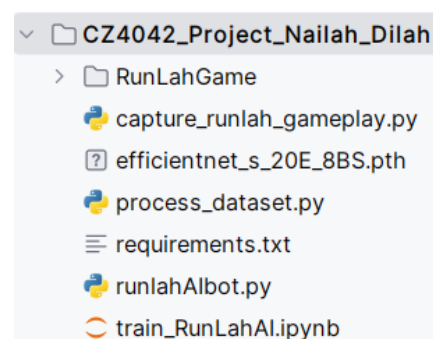 CZ4042_Project_Nailah_Dilah
RunLahGame
capture_runlah_gameplay.py
efficientnet_s_20E_8BS.pth
process_dataset.py
requirements.txt
runlahAIbot.py
train_RunLahAI.ipynb